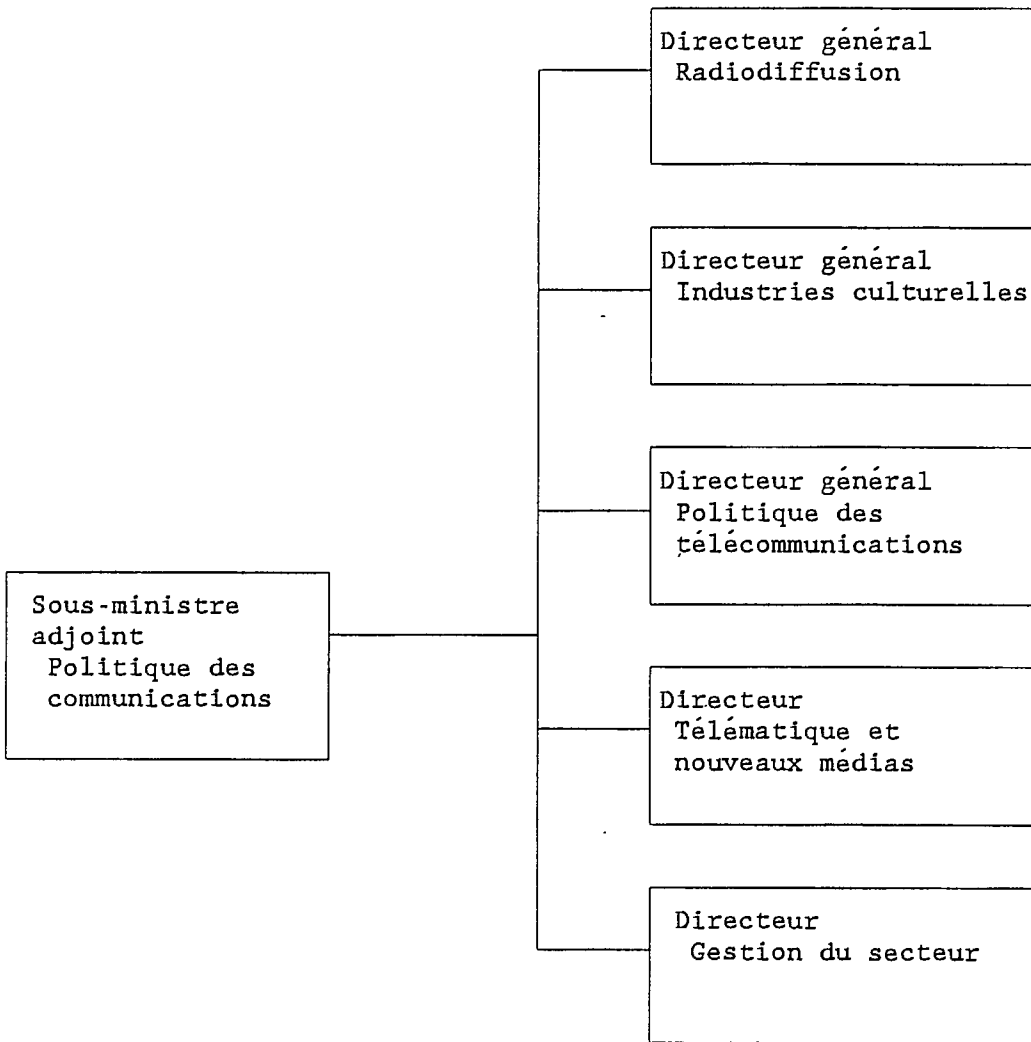 Directeur général
Radiodiffusion
Directeur général
Industries culturelles
Directeur général
Politique des
télécommunications
Sous-ministre
adjoint
Politique des
communications
Directeur
Télématique et
nouveaux médias
Directeur
Gestion du secteur